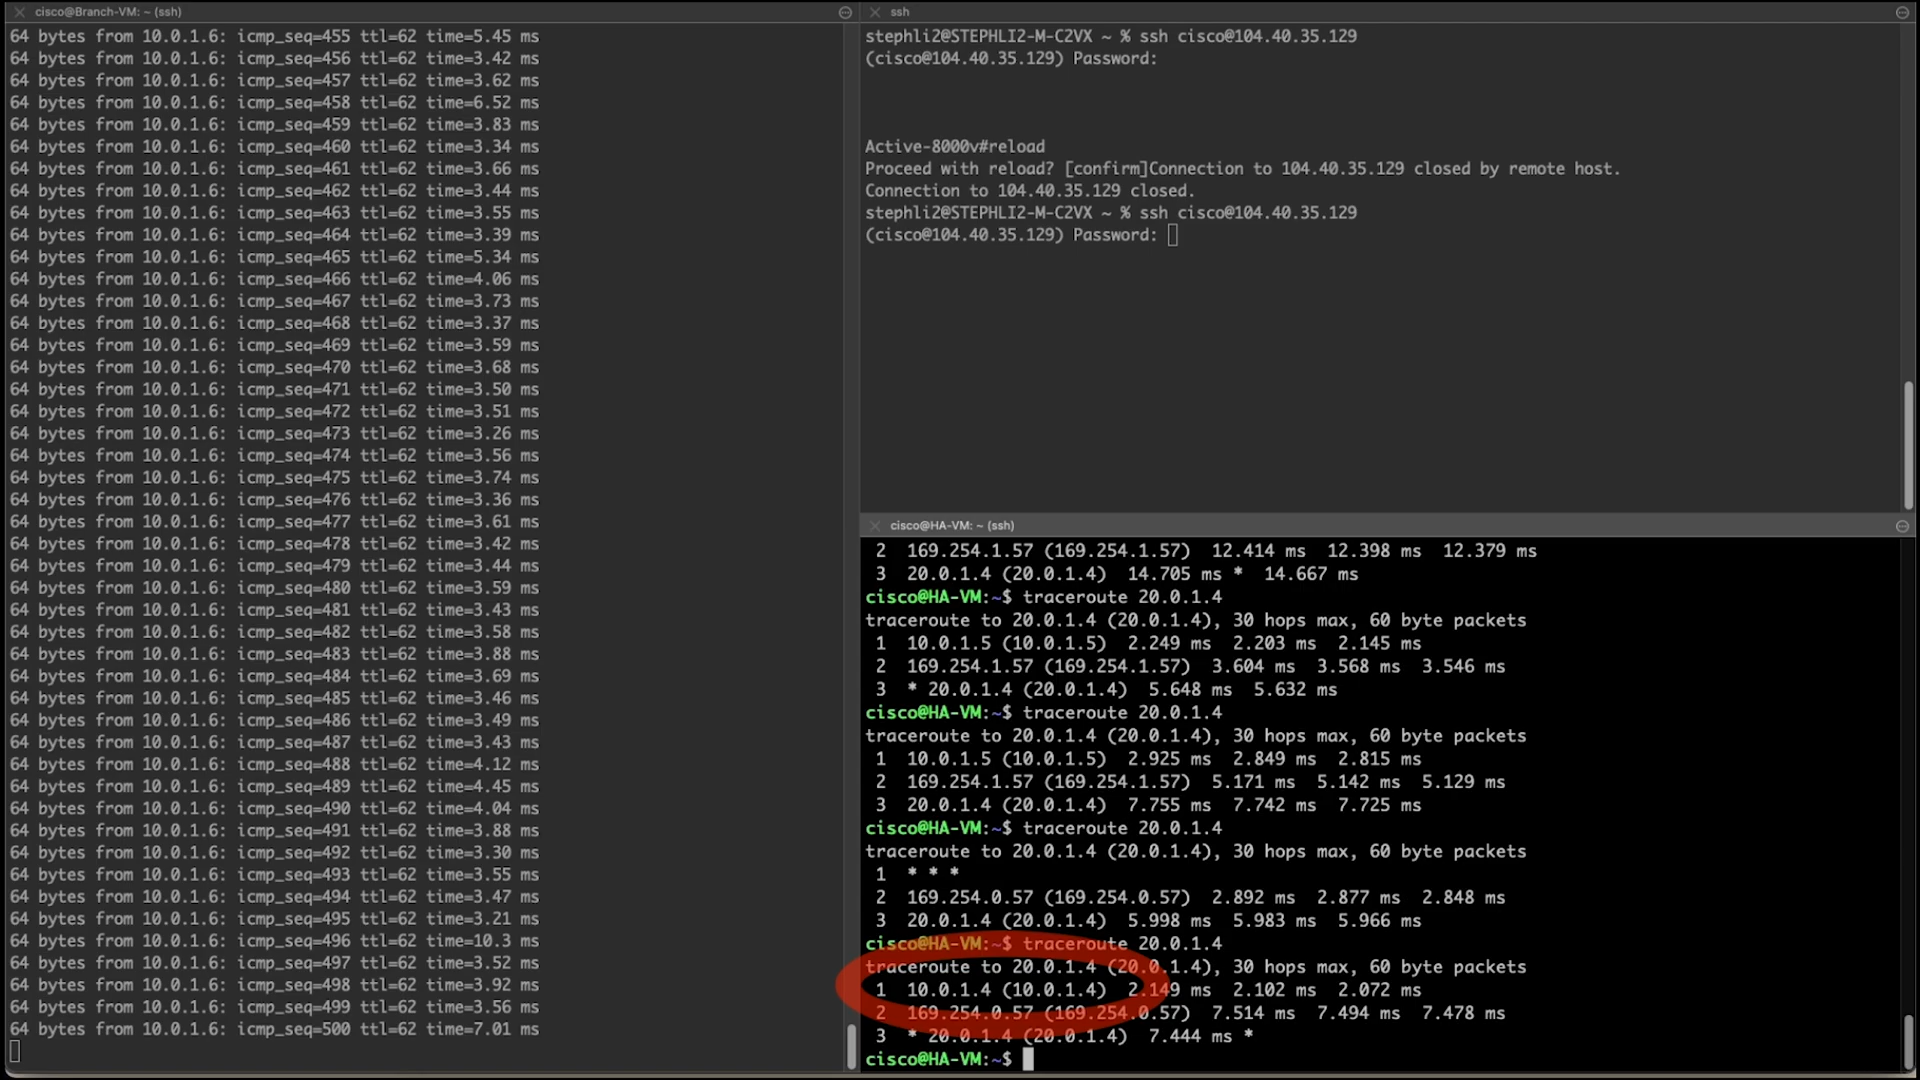 cisco@Branch-VM: ~ (ssh)
64 bytes from 10.0.1.6: icmp_seq=455 ttl=62 time=5.45 ms
64 bytes from 10.0.1.6: icmp_seq=456 ttl=62 time=3.42 ms
64 bytes from 10.0.1.6: icmp_seq=457 ttl=62 time=3.62 ms
64 bytes from 10.0.1.6: icmp_seq=458 ttl=62 time=6.52 ms
64 bytes from 10.0.1.6: icmp_seq=459 ttl=62 time=3.83 ms
64 bytes from 10.0.1.6: icmp_seq=460 ttl=62 time=3.34 ms
64 bytes from 10.0.1.6: icmp_seq=461 ttl=62 time=3.66 ms
64 bytes from 10.0.1.6: icmp_seq=462 ttl=62 time=3.44 ms
64 bytes from 10.0.1.6: icmp_seq=463 ttl=62 time=3.55 ms
64 bytes from 10.0.1.6: icmp_seq=464 ttl=62 time=3.39 ms
64 bytes from 10.0.1.6: icmp_seq=465 ttl=62 time=5.34 ms
64 bytes from 10.0.1.6: icmp_seq=466 ttl=62 time=4.06 ms
64 bytes from 10.0.1.6: icmp_seq=467 ttl=62 time=3.73 ms
64 bytes from 10.0.1.6: icmp_seq=468 ttl=62 time=3.37 ms
64 bytes from 10.0.1.6: icmp_seq=469 ttl=62 time=3.59 ms
64 bytes from 10.0.1.6: icmp_seq=470 ttl=62 time=3.68 ms
64 bytes from 10.0.1.6: icmp_seq=471 ttl=62 time=3.50 ms
64 bytes from 10.0.1.6: icmp_seq=472 ttl=62 time=3.51 ms
64 bytes from 10.0.1.6: icmp_seq=473 ttl=62 time=3.26 ms
64 bytes from 10.0.1.6: icmp_seq=474 ttl=62 time=3.56 ms
64 bytes from 10.0.1.6: icmp_seq=475 ttl=62 time=3.74 ms
64 bytes from 10.0.1.6: icmp_seq=476 ttl=62 time=3.36 ms
64 bytes from 10.0.1.6: icmp_seq=477 ttl=62 time=3.61 ms
64 bytes from 10.0.1.6: icmp_seq=478 ttl=62 time=3.42 ms
64 bytes from 10.0.1.6: icmp_seq=479 ttl=62 time=3.44 ms
64 bytes from 10.0.1.6: icmp_seq=480 ttl=62 time=3.59 ms
64 bytes from 10.0.1.6: icmp_seq=481 ttl=62 time=3.43 ms
64 bytes from 10.0.1.6: icmp_seq=482 ttl=62 time=3.58 ms
64 bytes from 10.0.1.6: icmp_seq=483 ttl=62 time=3.88 ms
64 bytes from 10.0.1.6: icmp_seq=484 ttl=62 time=3.69 ms
64 bytes from 10.0.1.6: icmp_seq=485 ttl=62 time=3.46 ms
64 bytes from 10.0.1.6: icmp_seq=486 ttl=62 time=3.49 ms
64 bytes from 10.0.1.6: icmp_seq=487 ttl=62 time=3.43 ms
64 bytes from 10.0.1.6: icmp_seq=488 ttl=62 time=4.12 ms
64 bytes from 10.0.1.6: icmp_seq=489 ttl=62 time=4.45 ms
64 bytes from 10.0.1.6: icmp_seq=490 ttl=62 time=4.04 ms
64 bytes from 10.0.1.6: icmp_seq=491 ttl=62 time=3.88 ms
64 bytes from 10.0.1.6: icmp_seq=492 ttl=62 time=3.30 ms
64 bytes from 10.0.1.6: icmp_seq=493 ttl=62 time=3.55 ms
64 bytes from 10.0.1.6: icmp_seq=494 ttl=62 time=3.47 ms
64 bytes from 10.0.1.6: icmp_seq=495 ttl=62 time=3.21 ms
64 bytes from 10.0.1.6: icmp_seq=496 ttl=62 time=10.3 ms
64 bytes from 10.0.1.6: icmp_seq=497 ttl=62 time=3.52 ms
64 bytes from 10.0.1.6: icmp_seq=498 ttl=62 time=3.92 ms
64 bytes from 10.0.1.6: icmp_seq=499 ttl=62 time=3.56 ms
64 bytes from 10.0.1.6: icmp_seq=500 ttl=62 time=7.01 ms
ssh
stephli2@STEPHLI2-M-C2VX ~ % ssh cisco@104.40.35.129
(cisco@104.40.35.129) Password:
Active-8000v#reload
Proceed with reload? [confirm]Connection to 104.40.35.129 closed by remote host.
Connection to 104.40.35.129 closed.
stephli2@STEPHLI2-M-C2VX ~ % ssh cisco@104.40.35.129
(cisco@104.40.35.129) Password:
cisco@HA-VM: ~ (ssh)
2 169.254.1.57 (169.254.1.57) 12.414 ms 12.398 ms 12.379 ms
3 20.0.1.4 (20.0.1.4) 14.705 ms * 14.667 ms
cisco@HA-VM:~$ traceroute 20.0.1.4
traceroute to 20.0.1.4 (20.0.1.4), 30 hops max, 60 byte packets
1 10.0.1.5 (10.0.1.5) 2.249 ms 2.203 ms 2.145 ms
2 169.254.1.57 (169.254.1.57) 3.604 ms 3.568 ms 3.546 ms
3 * 20.0.1.4 (20.0.1.4) 5.648 ms 5.632 ms
cisco@HA-VM:~$ traceroute 20.0.1.4
traceroute to 20.0.1.4 (20.0.1.4), 30 hops max, 60 byte packets
1 10.0.1.5 (10.0.1.5) 2.925 ms 2.849 ms 2.815 ms
2 169.254.1.57 (169.254.1.57) 5.171 ms 5.142 ms 5.129 ms
3 20.0.1.4 (20.0.1.4) 7.755 ms 7.742 ms 7.725 ms
cisco@HA-VM:~$ traceroute 20.0.1.4
traceroute to 20.0.1.4 (20.0.1.4), 30 hops max, 60 byte packets
1 * * *
2 169.254.0.57 (169.254.0.57) 2.892 ms 2.877 ms 2.848 ms
3 20.0.1.4 (20.0.1.4) 5.998 ms 5.983 ms 5.966 ms
cisco@HA-VM:~$ traceroute 20.0.1.4
traceroute to 20.0.1.4 (20.0.1.4), 30 hops max, 60 byte packets
1 10.0.1.4 (10.0.1.4) 2.149 ms 2.102 ms 2.072 ms
2 169.254.0.57 (169.254.0.57) 7.514 ms 7.494 ms 7.478 ms
3 * 20.0.1.4 (20.0.1.4) 7.444 ms *
cisco@HA-VM:~$